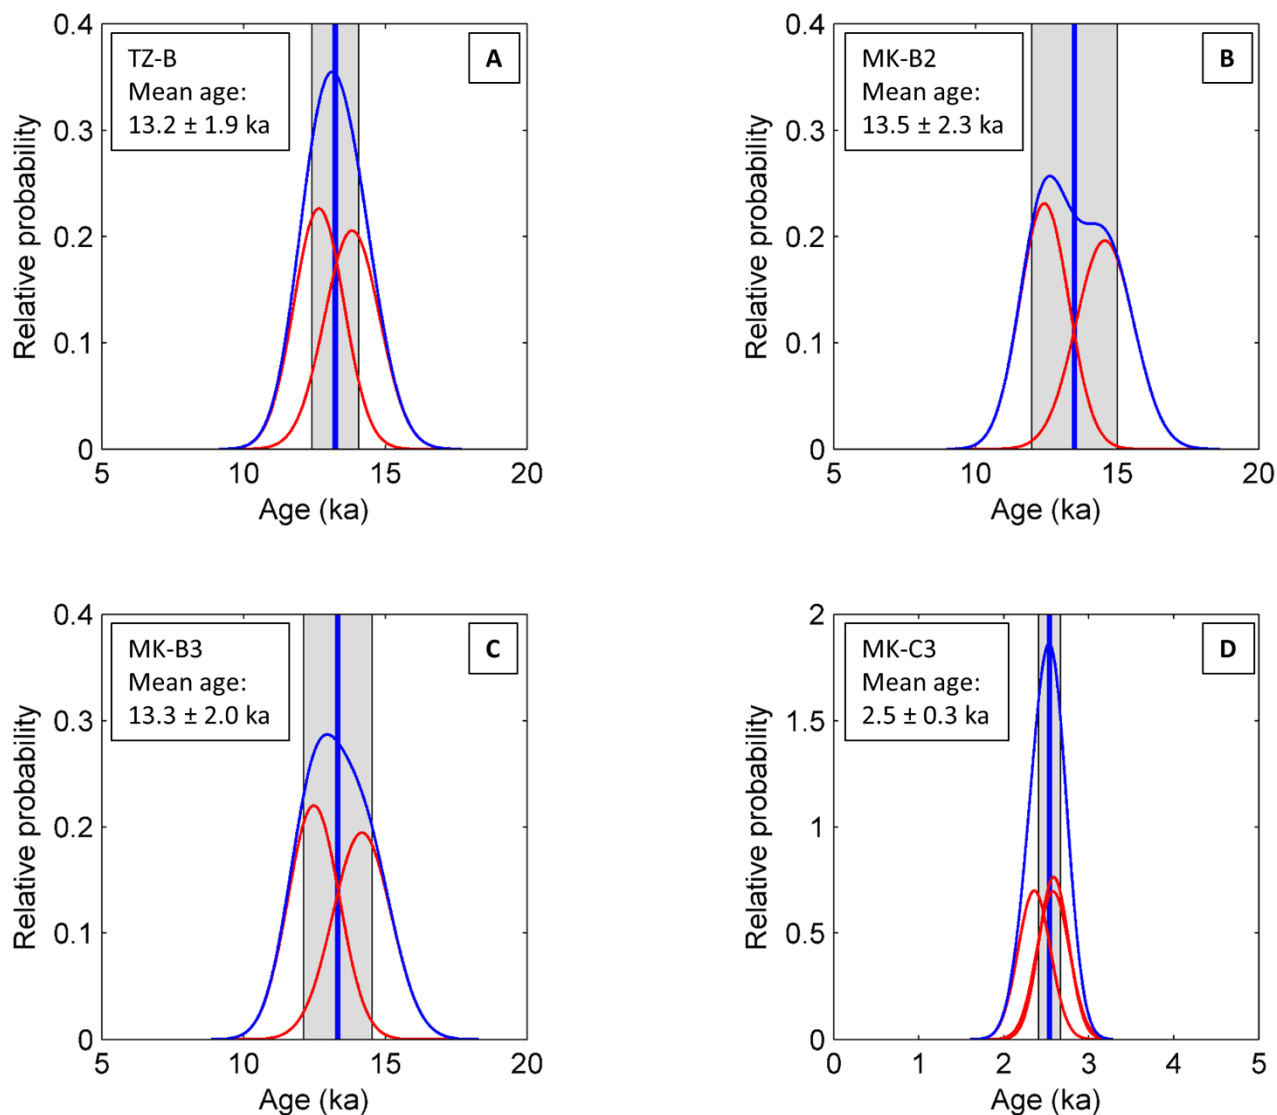 TZ-B
Mean age:
13.2 ± 1.9 ka
A
Relative probability
0.4
0.3
0.2
0.1
0
5
10
15
20
Age (ka)
MK-B2
Mean age:
13.5 ± 2.3 ka
B
Relative probability
0.4
0.3
0.2
0.1
0
5
10
15
20
Age (ka)
MK-B3
Mean age:
13.3 ± 2.0 ka
C
Relative probability
0.4
0.3
0.2
0.1
0
5
10
15
20
Age (ka)
MK-C3
Mean age:
2.5 ± 0.3 ka
D
Relative probability
2
1.5
1
0.5
0
0
1
2
3
4
5
Age (ka)